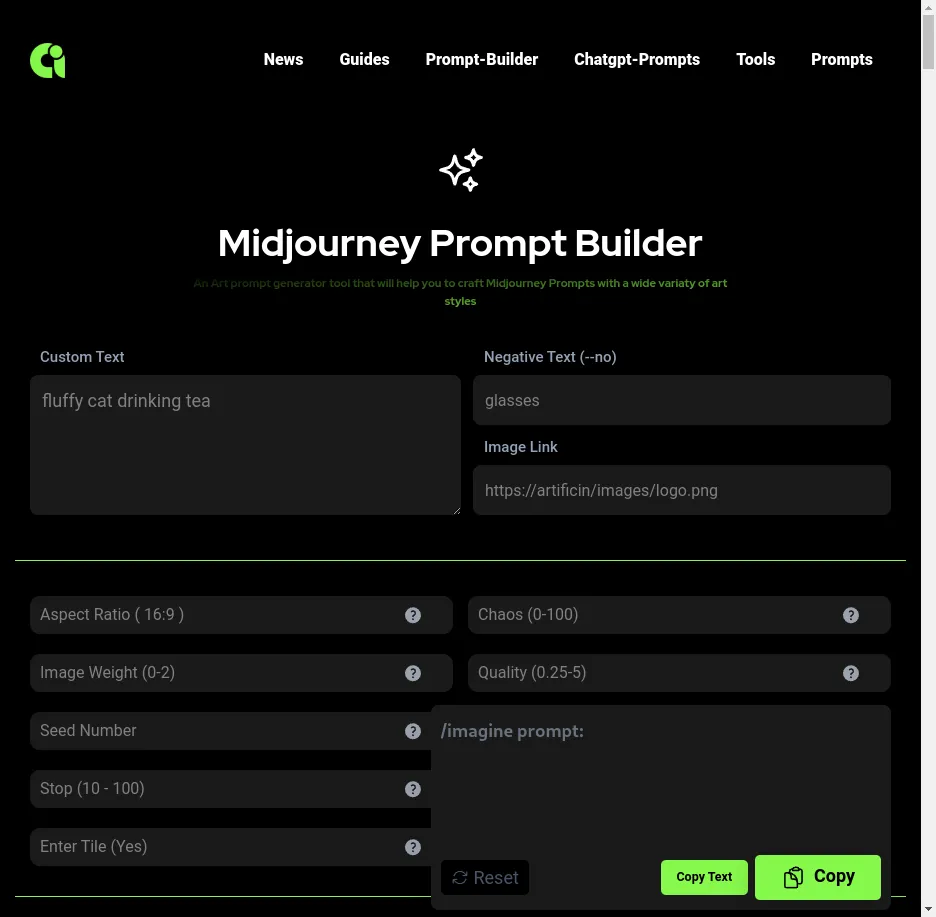 News Guides Prompt-Builder Chatgpt-Prompts Tools Prompts
Midjourney Prompt Builder
An Art prompt generator tool that will help you to craft Midjourney Prompts with a wide variaty of art
styles
Custom Text
fluffy cat drinking tea
Negative Text (--no)
glasses
Image Link
https://artificin/images/logo.png
Aspect Ratio ( 16:9 ) ?
Chaos (0-100) ?
Image Weight (0-2) ?
Quality (0.25-5) ?
Seed Number ?
Stop (10 - 100) ?
Enter Tile (Yes) ?
/imagine prompt:
Reset Copy Text Copy